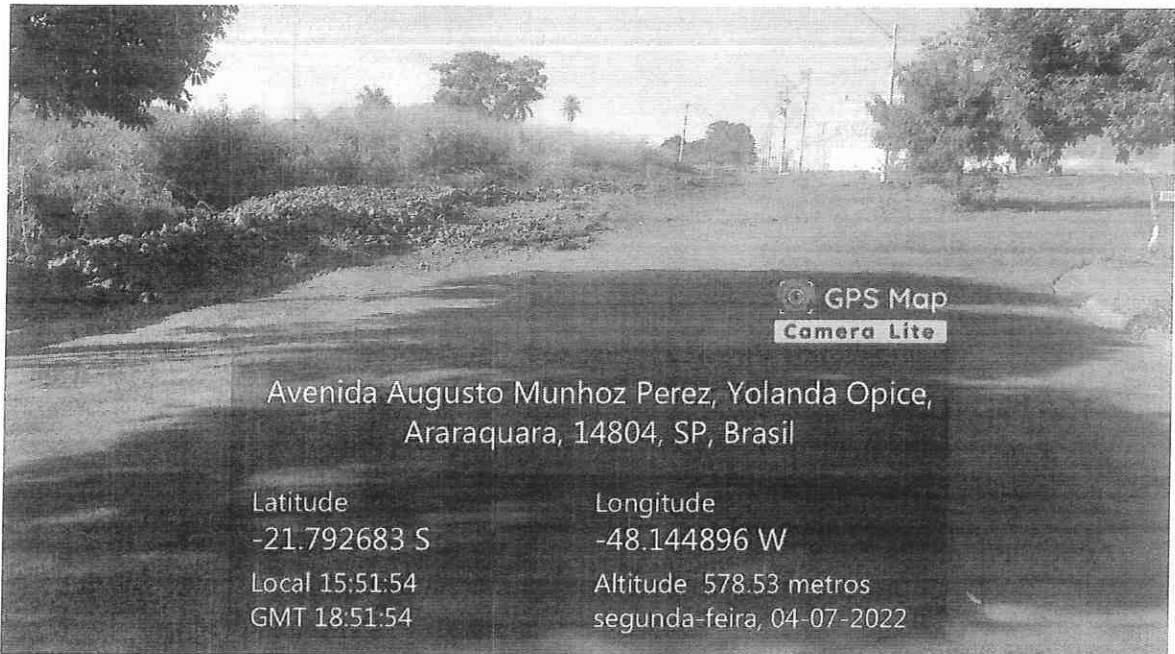 GPS Map
Camera Lite
Avenida Augusto Munhoz Perez, Yolanda Opice,
Araraquara, 14804, SP, Brasil
Latitude
-21.792683 S
Longitude
-48.144896 W
Local 15:51:54
GMT 18:51:54
Altitude 578.53 metros
segunda-feira, 04-07-2022